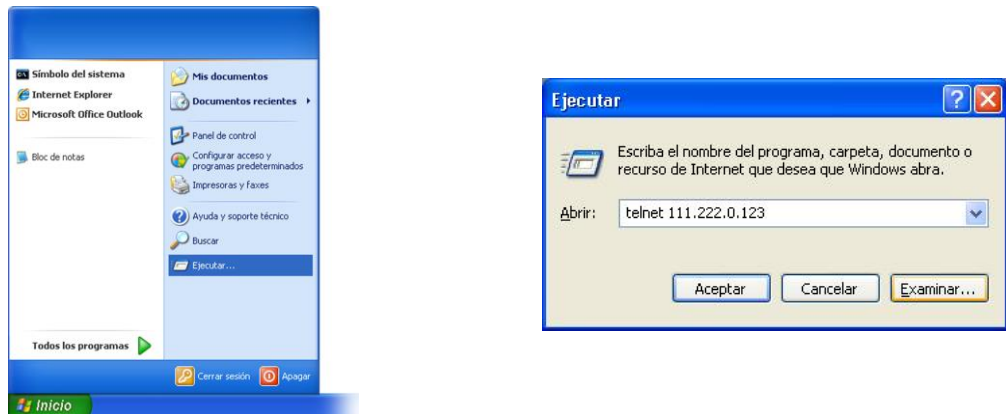 Símbolo del sistema
Internet Explorer
Microsoft Office Outlook
Bloc de notas
Todos los programas
Mis documentos
Documentos recientes
Panel de control
Configurar acceso y
programas predeterminados
Impresoras y faxes
Ayuda y soporte técnico
Buscar
Ejecutar...
Cerrar sesión
Apagar
Inicio
Ejecutar
Escriba el nombre del programa, carpeta, documento o
recurso de Internet que desea que Windows abra.
Abrir: telnet 111.222.0.123
Aceptar Cancelar Examinar...